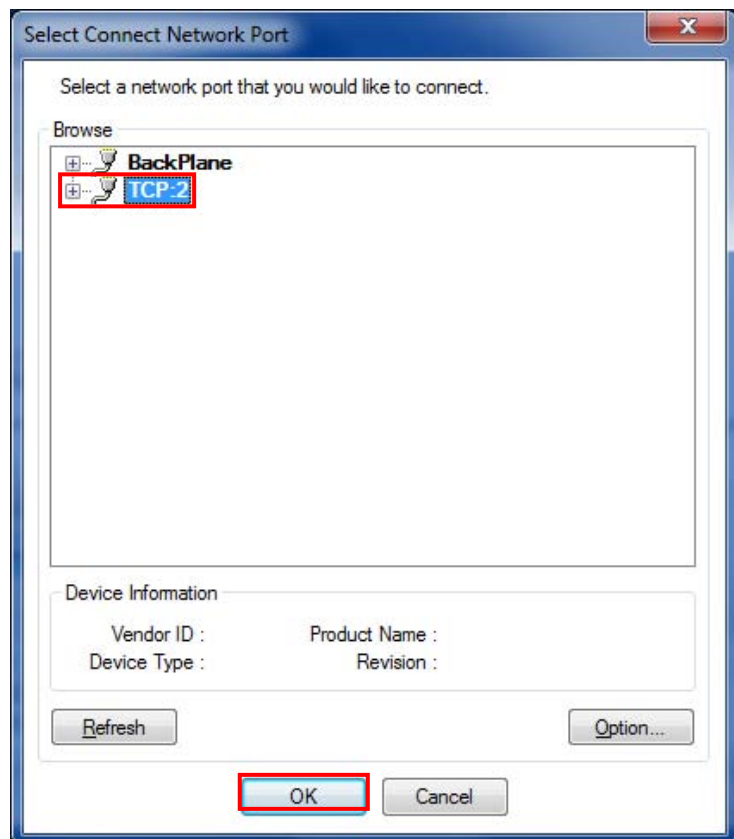 Select Connect Network Port
Select a network port that you would like to connect.
Browse
BackPlane
TCP:2
Device Information
Vendor ID : Product Name :
Device Type : Revision :
Refresh Option...
OK Cancel